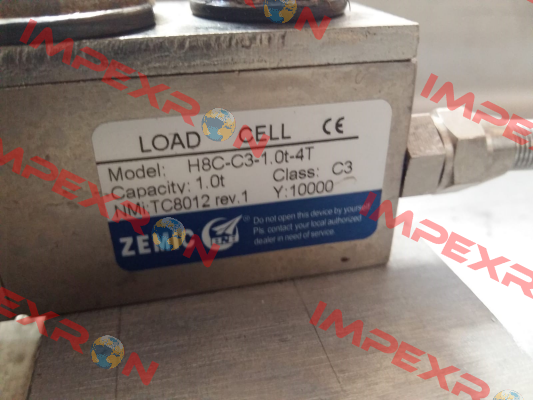 LOAD CELL CE
Model: H8C-C3-1.0t-4T
Capacity: 1.0t Class: C3
NMi:TC8012 rev.1 Y:10000
ZEMIC
Do not open this device by yourself
Pls. contact your local authorized
dealer in need of service.
IMPEXRON
IMPEXRON
IMPEXRON
IMPEXRON